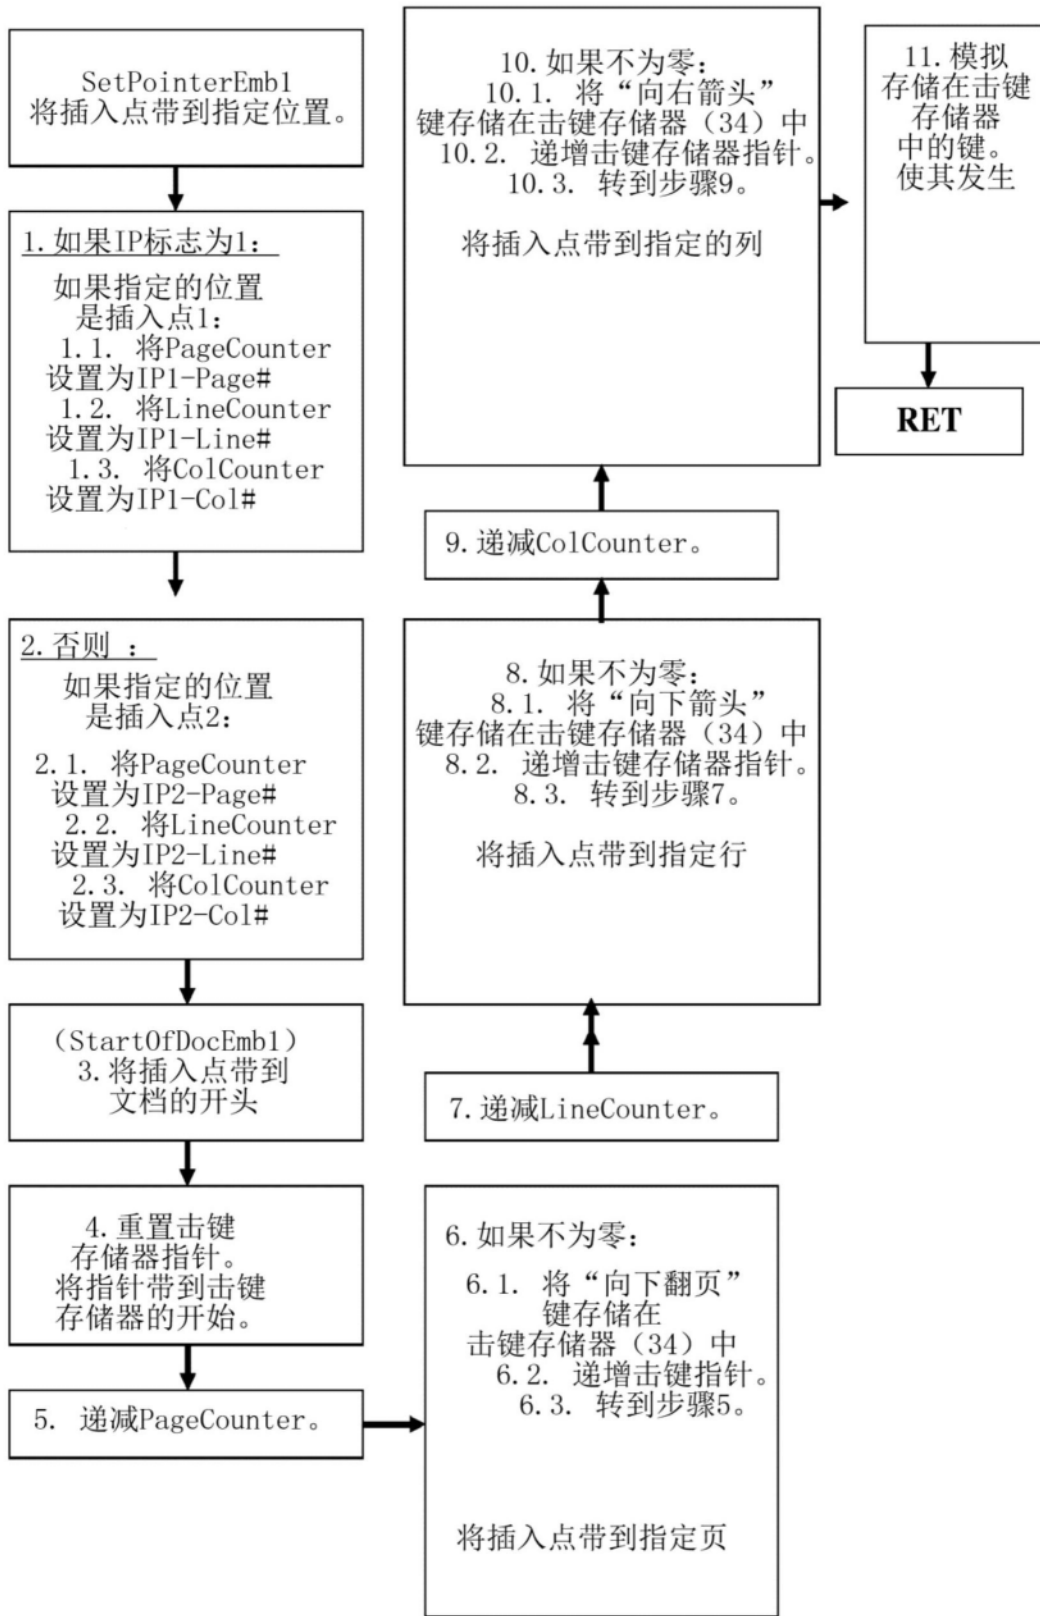 SetPointerEmb1
将插入点带到指定位置。
1.如果IP标志为1:
如果指定的位置
是插入点1:
1.1. 将PageCounter
设置为IP1-Page#
1.2. 将LineCounter
设置为IP1-Line#
1.3. 将ColCounter
设置为IP1-Col#
2.否则 :
如果指定的位置
是插入点2:
2.1. 将PageCounter
设置为IP2-Page#
2.2. 将LineCounter
设置为IP2-Line#
2.3. 将ColCounter
设置为IP2-Col#
(StartOfDocEmb1)
3.将插入点带到
文档的开头
4.重置击键
存储器指针。
将指针带到击键
存储器的开始。
5. 递减PageCounter。
6.如果不为零:
6.1. 将“向下翻页”
键存储在
击键存储器（34）中
6.2. 递增击键指针。
6.3. 转到步骤5。
将插入点带到指定页
7.递减LineCounter。
8.如果不为零:
8.1. 将“向下箭头”
键存储在击键存储器（34）中
8.2. 递增击键存储器指针。
8.3. 转到步骤7。
将插入点带到指定行
9.递减ColCounter。
10.如果不为零:
10.1. 将“向右箭头”
键存储在击键存储器（34）中
10.2. 递增击键存储器指针。
10.3. 转到步骤9。
将插入点带到指定的列
11.模拟
存储在击键
存储器
中的键。
使其发生
RET